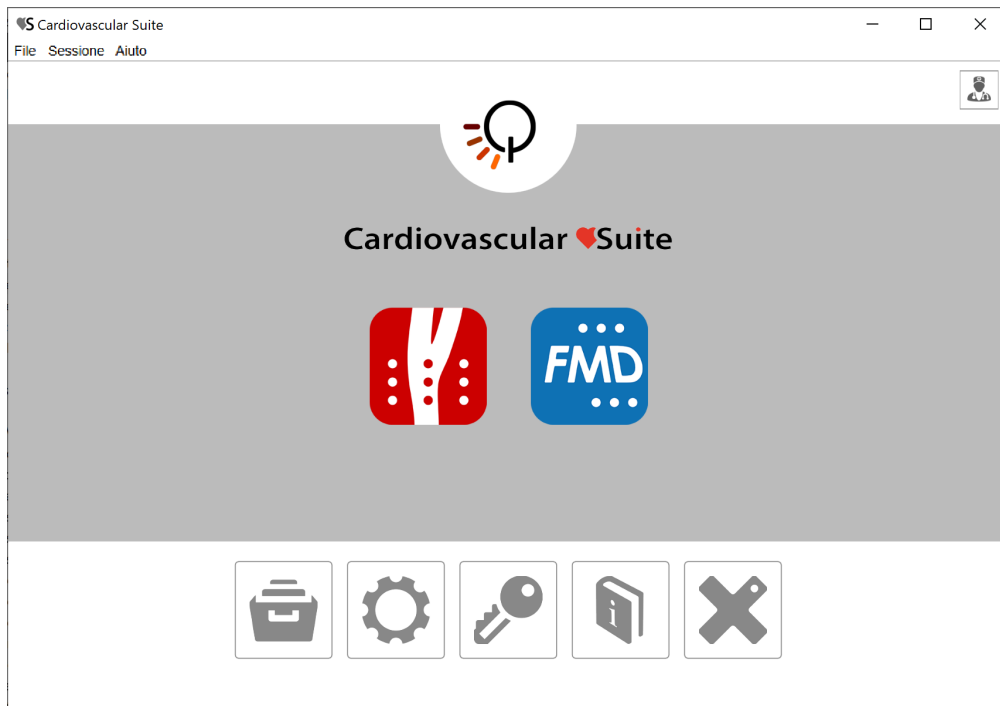 S Cardiovascular Suite
File Sessione Aiuto
Cardiovascular Suite
FMD
i